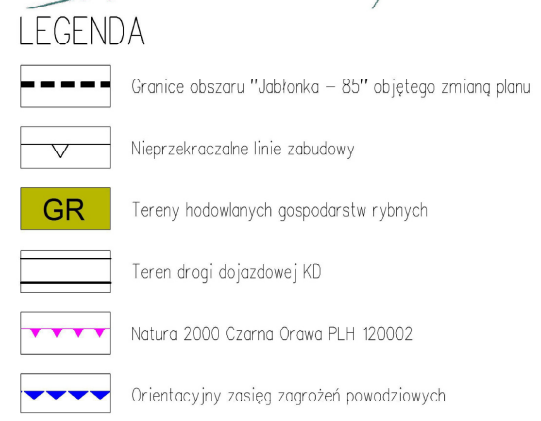 LEGENDA
Granice obszaru "Jabłonka – 85" objętego zmianą planu
Nieprzekraczalne linie zabudowy
GR Tereny hodowlanych gospodarstw rybnych
Teren drogi dojazdowej KD
Natura 2000 Czarna Orawa PLH 120002
Orientacyjny zasięg zagrożeń powodziowych